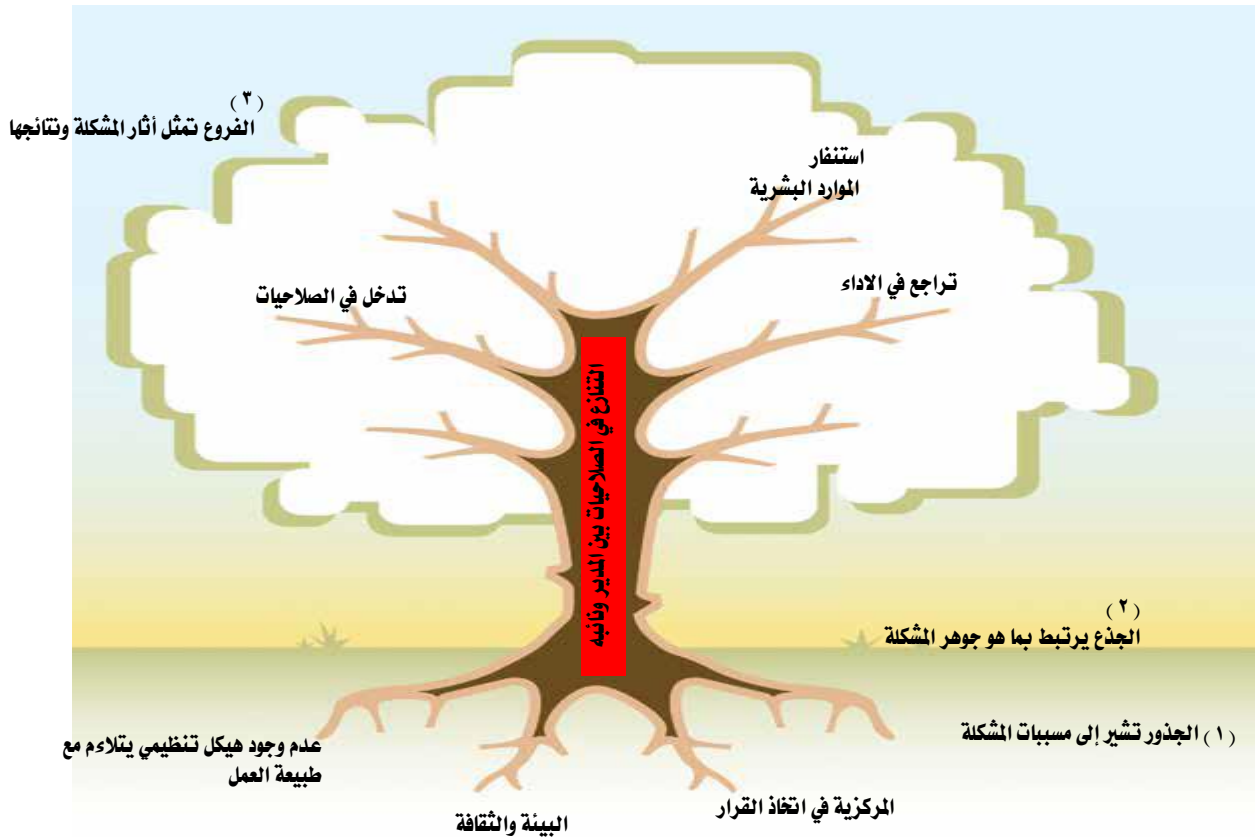 (٣)
الفروع تمثل أثار المشكلة ونتائجها
استنفار
الموارد البشرية
تدخل في الصلاحيات
تراجع في الاداء
التنازع في الصلاحيات بين المدير ونائبه
(٢)
الجذع يرتبط بما هو جوهر المشكلة
(١) الجذور تشير إلى مسببات المشكلة
عدم وجود هيكل تنظيمي يتلاءم مع
طبيعة العمل
المركزية في اتخاذ القرار
البيئة والثقافة